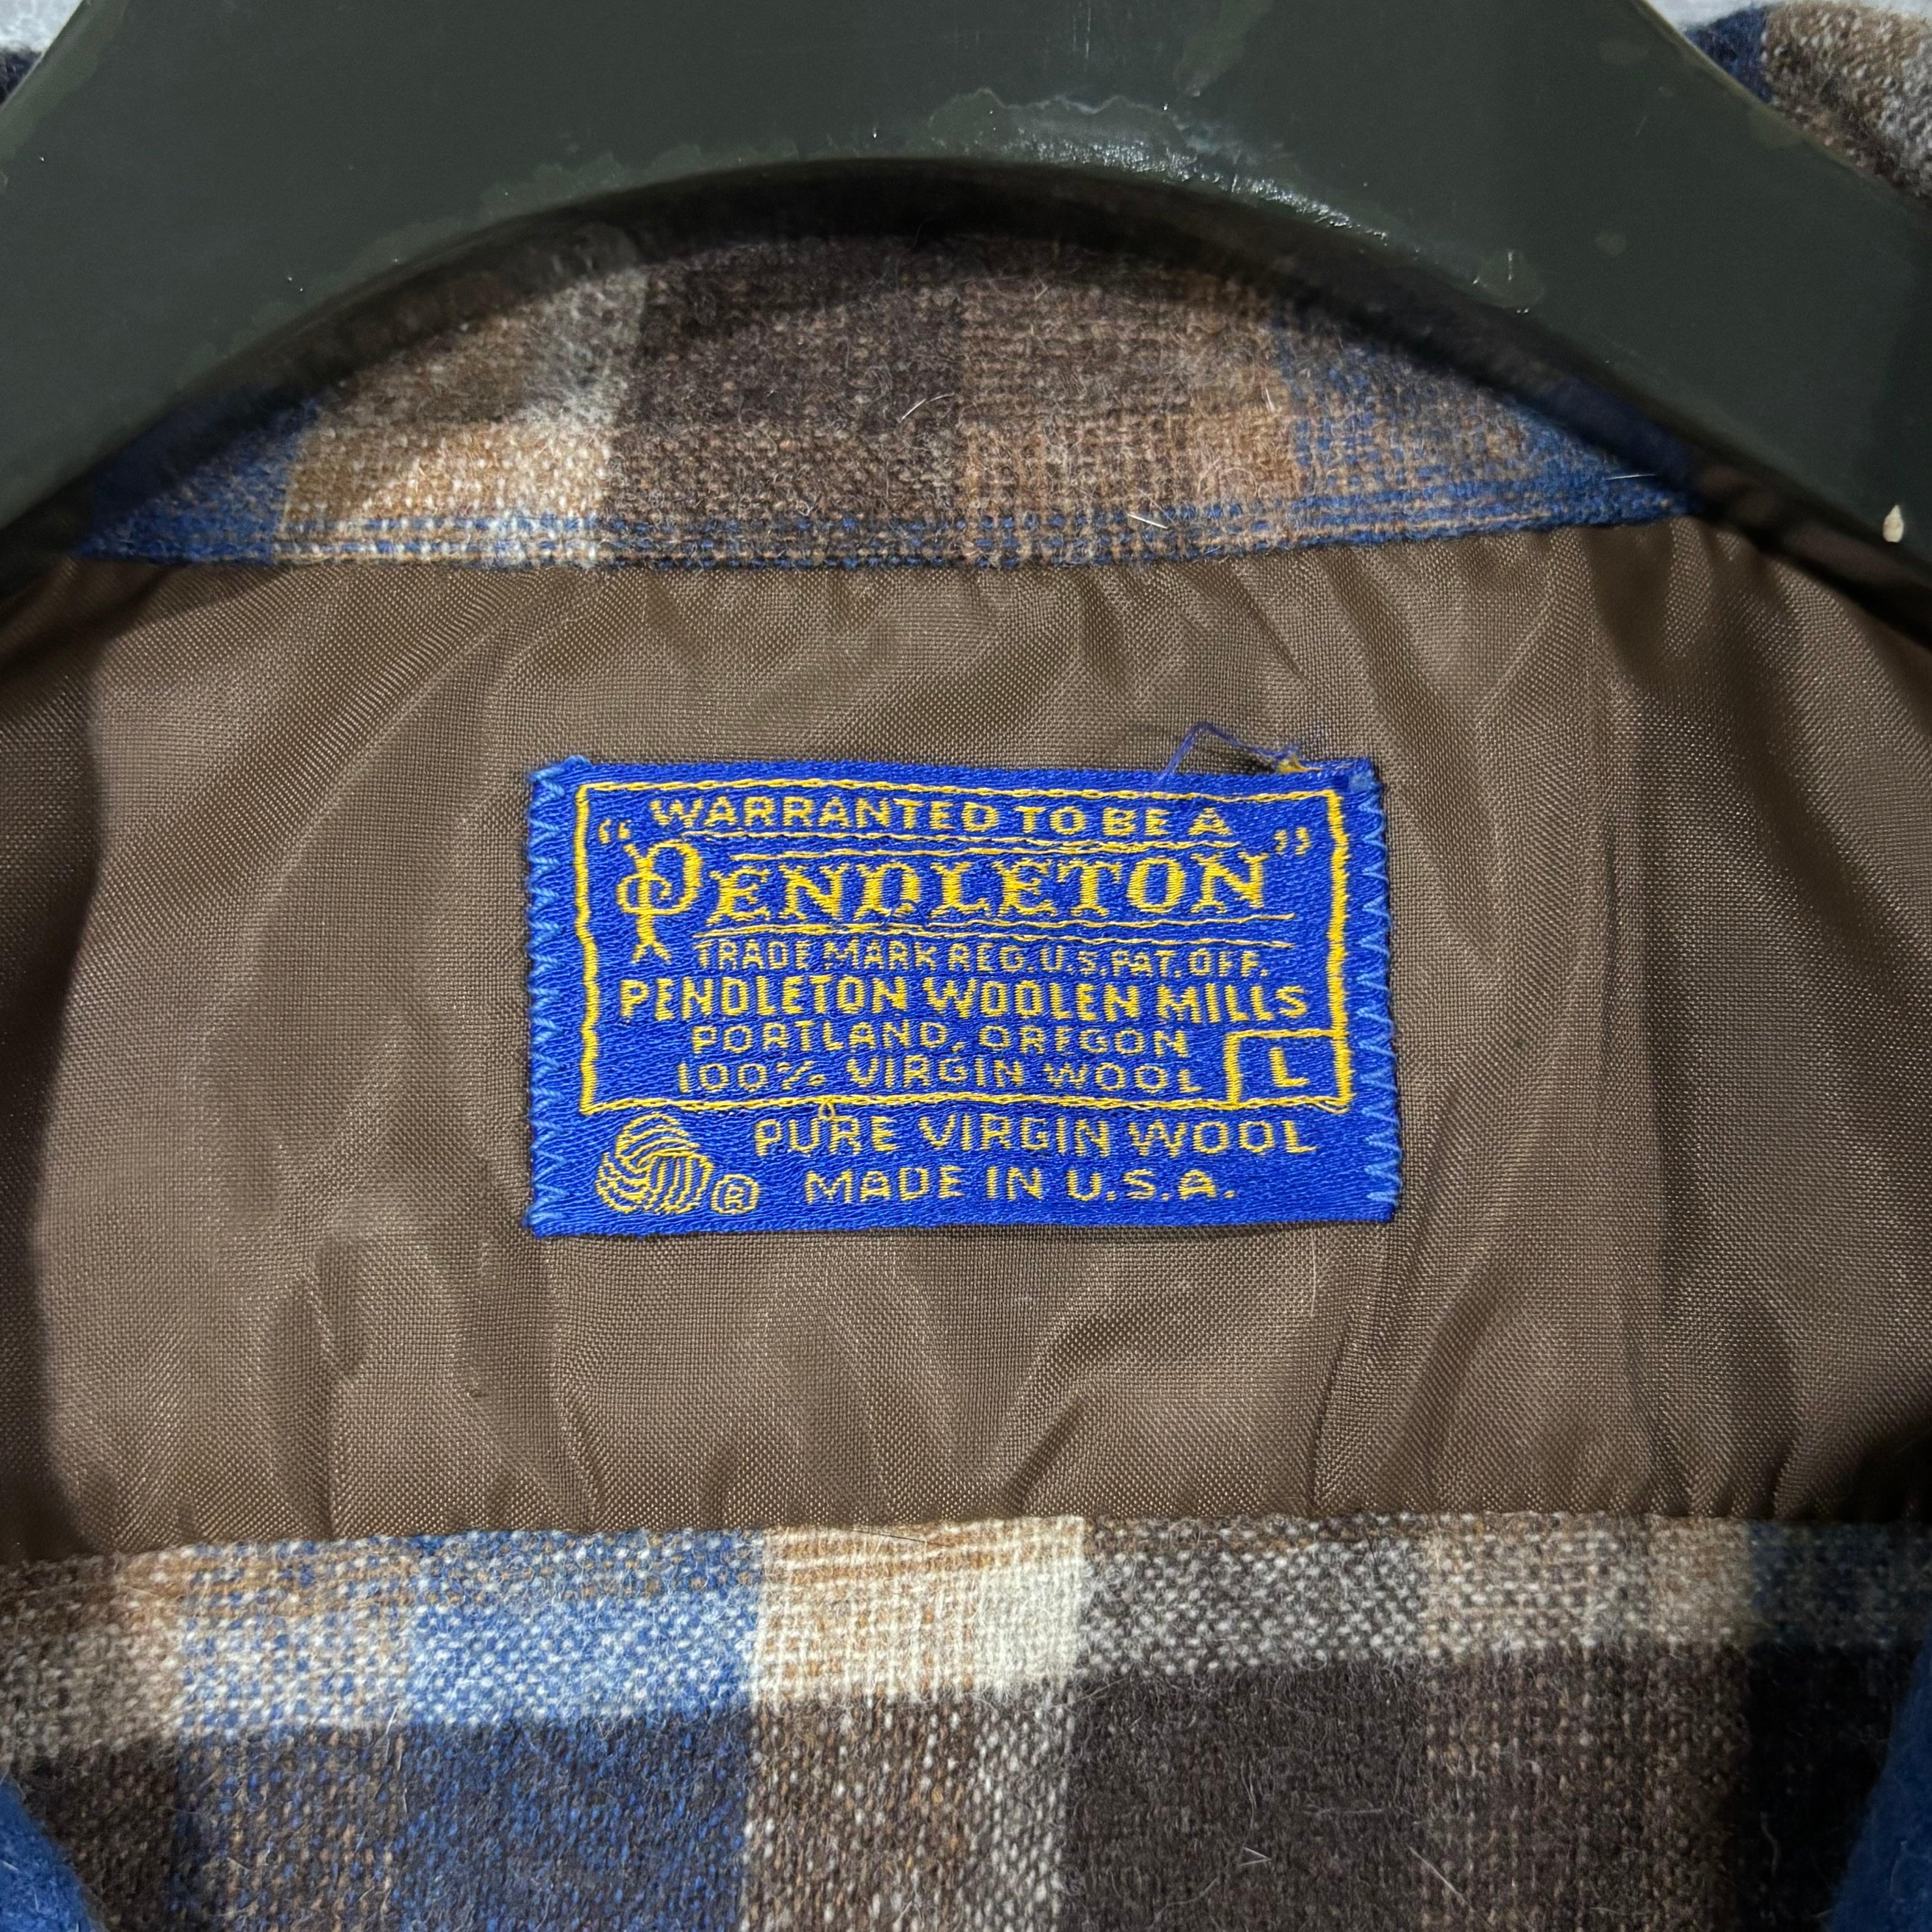 WARRANTED TO BE A
"PENDLETON"
TRADE MARK REG. U.S. PAT. OFF.
PENDLETON WOOLEN MILLS
PORTLAND, OREGON
100% VIRGIN WOOL L
PURE VIRGIN WOOL
® MADE IN U.S.A.